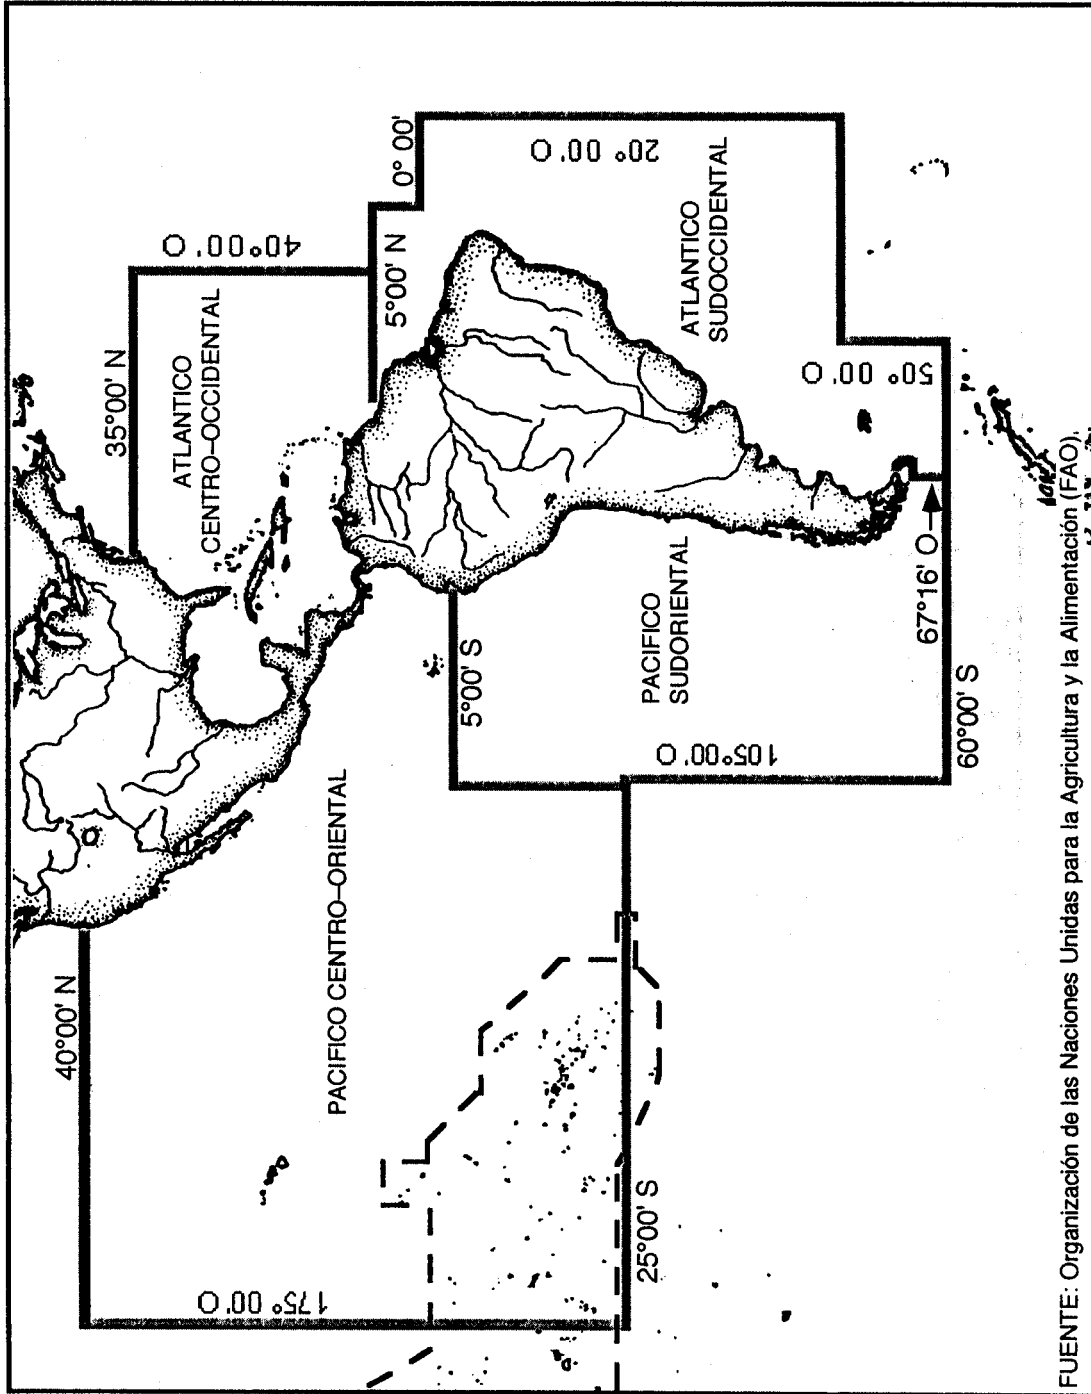 40°00' N
175° 00' O
PACIFICO CENTRO–ORIENTAL
25°00' S
35°00' N
ATLANTICO
CENTRO–OCCIDENTAL
40°00' O
5°00' N
0° 00'
20° 00' O
ATLANTICO
SUDOCCIDENTAL
50° 00' O
5°00' S
PACIFICO
SUDORIENTAL
105°00' O
67°16' O
60°00' S
FUENTE: Organización de las Naciones Unidas para la Agricultura y la Alimentación (FAO).